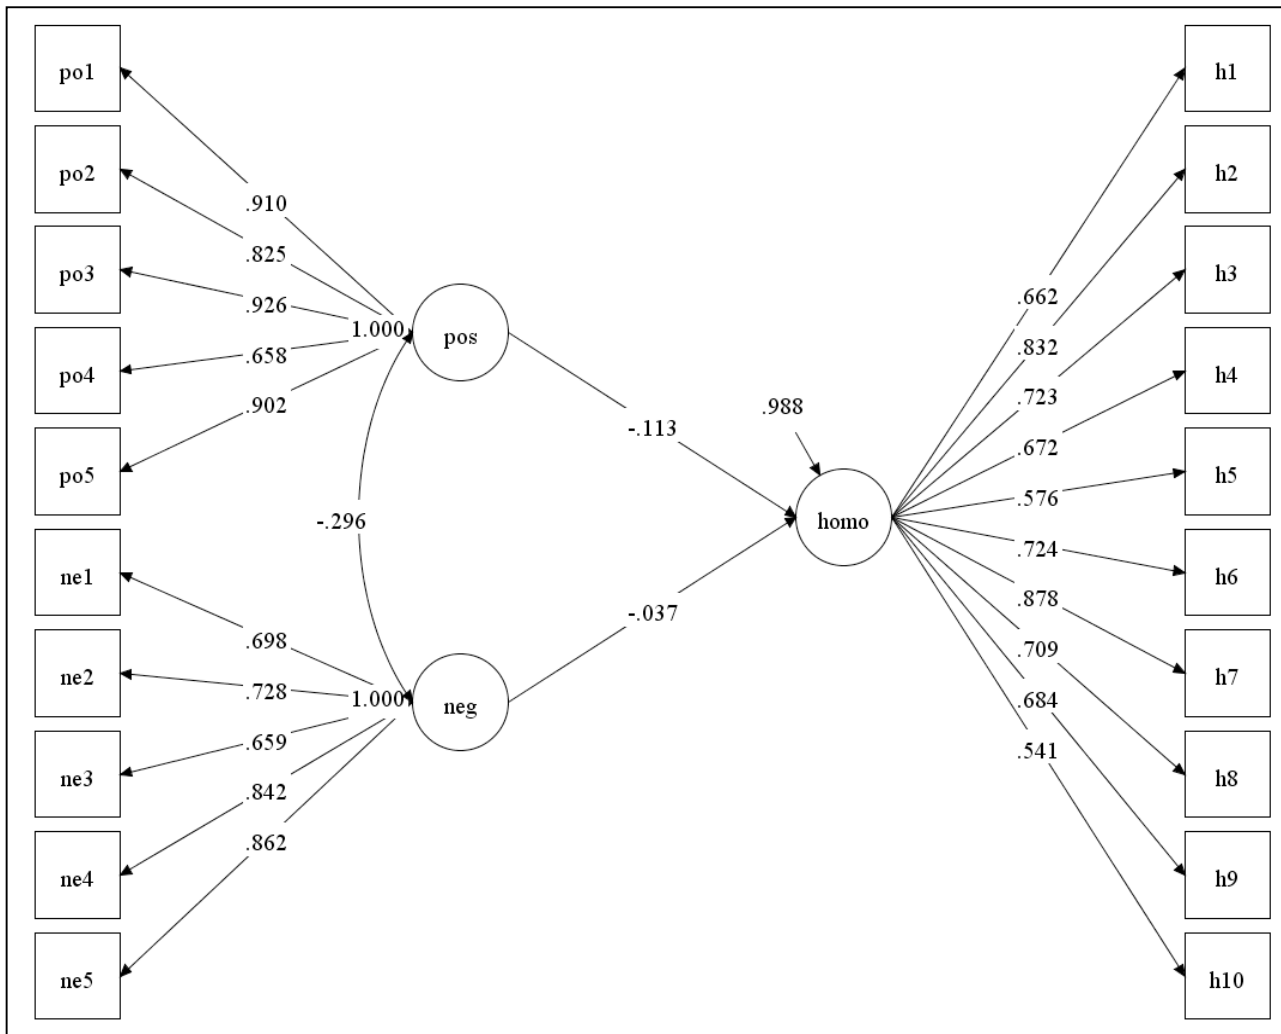 po1
po2
po3
po4
po5
ne1
ne2
ne3
ne4
ne5
.910
.825
.926
.658
.902
1.000
pos
-.296
.698
.728
.659
.842
.862
1.000
neg
-.113
-.037
.988
homo
.662
.832
.723
.672
.576
.724
.878
.709
.684
.541
h1
h2
h3
h4
h5
h6
h7
h8
h9
h10